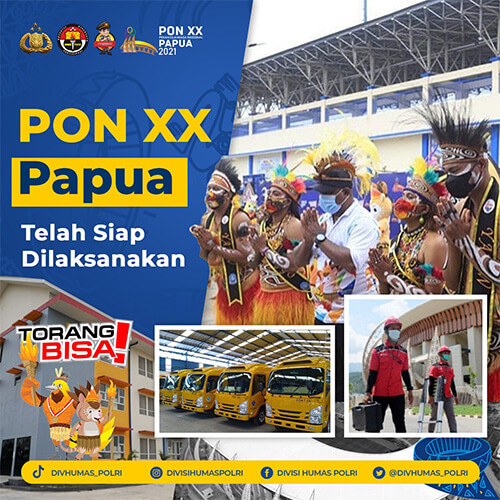 PON XX
PAPUA
2021
PON XX
Papua
Telah Siap
Dilaksanakan
TORANG
BISA!
DIVHUMAS_POLRI
DIVISIHUMASPOLRI
DIVISI HUMAS POLRI
@DIVHUMAS_POLRI